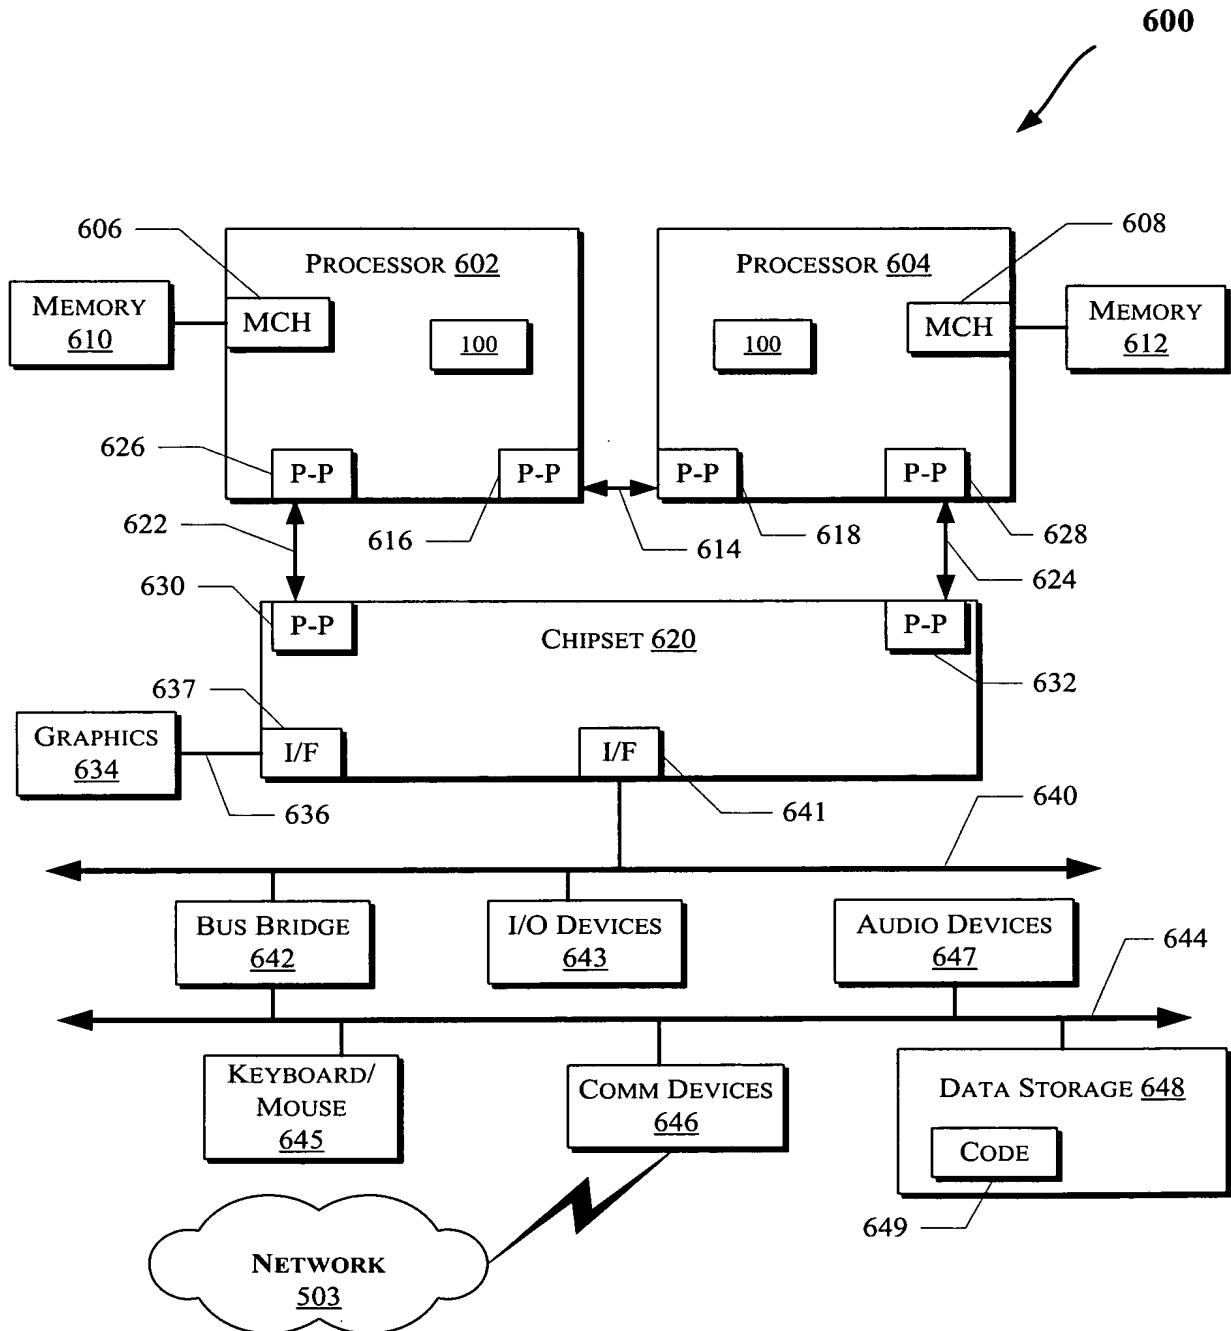 600
606
608
PROCESSOR 602
PROCESSOR 604
MEMORY
610
MCH
100
100
MCH
MEMORY
612
626
P-P
P-P
P-P
P-P
622
616
614
618
628
624
630
P-P
CHIPSET 620
P-P
632
637
GRAPHICS
634
I/F
I/F
636
641
640
BUS BRIDGE
642
I/O DEVICES
643
AUDIO DEVICES
647
644
KEYBOARD/
MOUSE
645
COMM DEVICES
646
DATA STORAGE 648
CODE
649
NETWORK
503